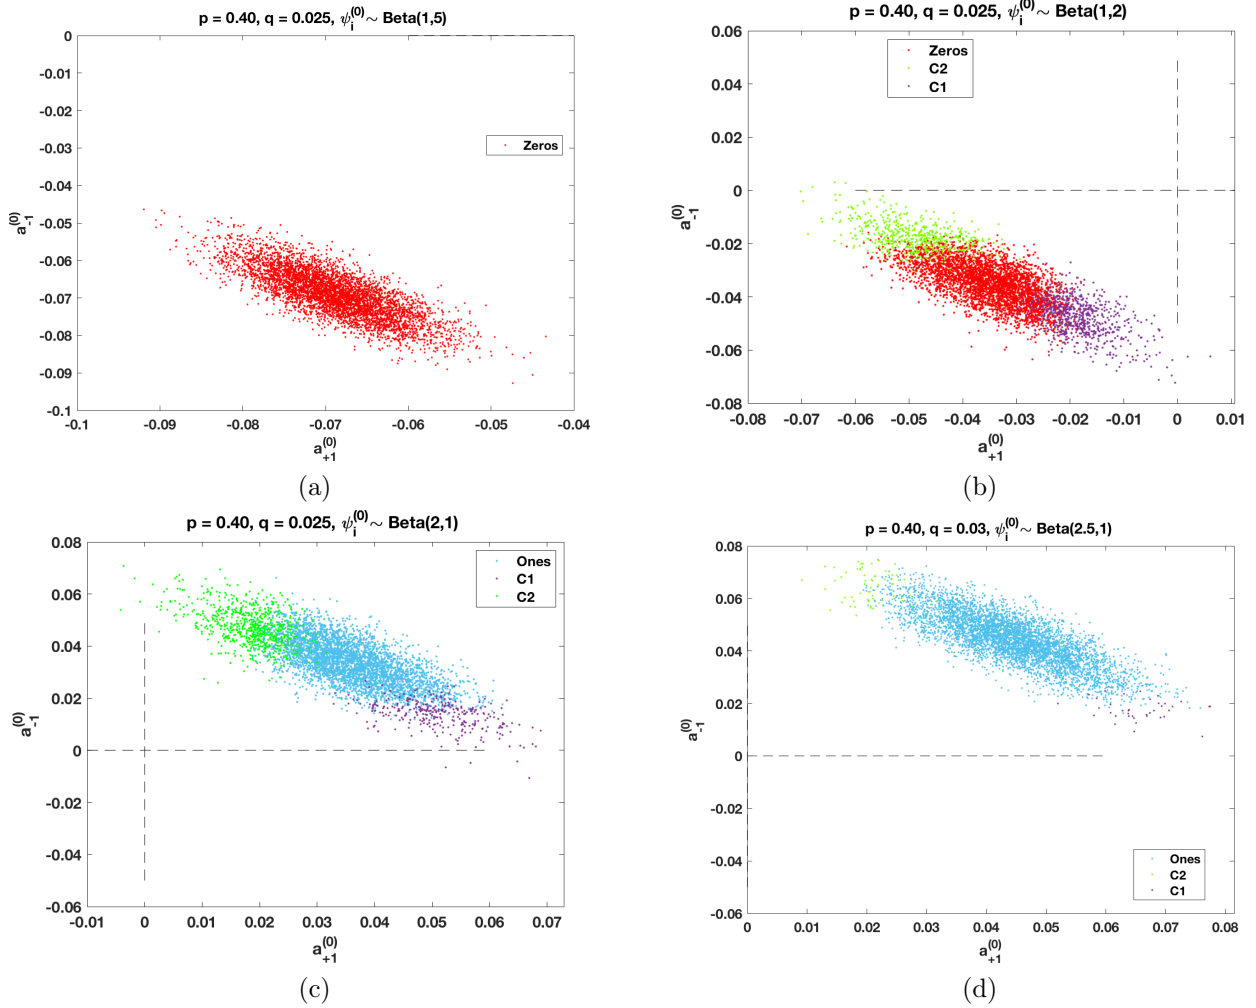 p = 0.40, q = 0.025, ψ_i^(0) ~ Beta(1,5)
0
-0.01
-0.02
-0.03
-0.04
-0.05
-0.06
-0.07
-0.08
-0.09
-0.1
a_-1^(0)
Zeros
-0.1
-0.09
-0.08
-0.07
-0.06
-0.05
-0.04
a_+1^(0)
(a)
p = 0.40, q = 0.025, ψ_i^(0) ~ Beta(1,2)
0.06
0.04
0.02
0
-0.02
-0.04
-0.06
-0.08
a_-1^(0)
Zeros
C2
C1
-0.08
-0.07
-0.06
-0.05
-0.04
-0.03
-0.02
-0.01
0
0.01
a_+1^(0)
(b)
p = 0.40, q = 0.025, ψ_i^(0) ~ Beta(2,1)
0.08
0.06
0.04
0.02
0
-0.02
-0.04
-0.06
a_-1^(0)
Ones
C1
C2
-0.01
0
0.01
0.02
0.03
0.04
0.05
0.06
0.07
a_+1^(0)
(c)
p = 0.40, q = 0.03, ψ_i^(0) ~ Beta(2.5,1)
0.08
0.06
0.04
0.02
0
-0.02
-0.04
-0.06
a_-1^(0)
Ones
C2
C1
0
0.01
0.02
0.03
0.04
0.05
0.06
0.07
0.08
a_+1^(0)
(d)